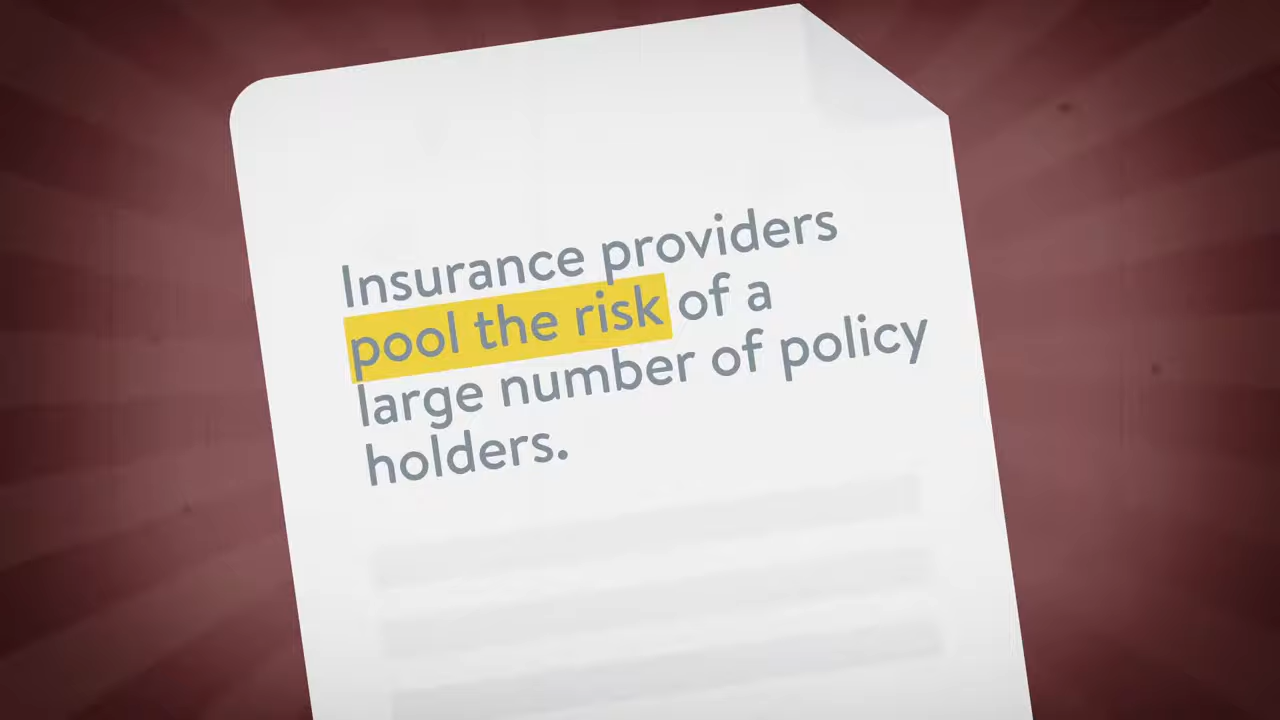 Insurance providers
pool the risk of a
large number of policy
holders.